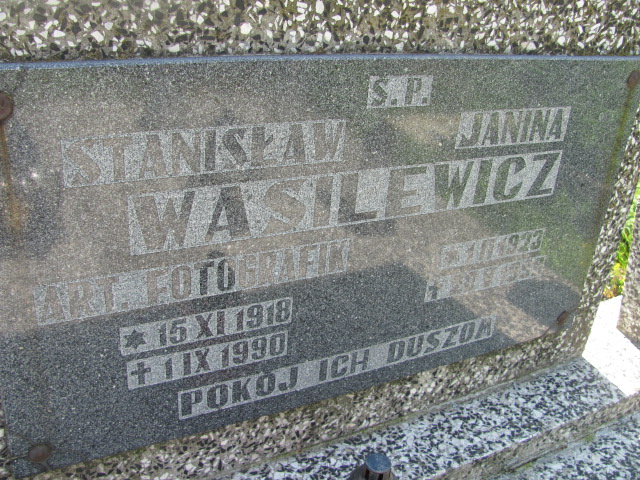 Ś.P.
STANISŁAW JANINA
WASILEWICZ
ART. FOTOGRAFIK
* 15 XI 1918
+ 1 IX 1990
POKÓJ ICH DUSZOM